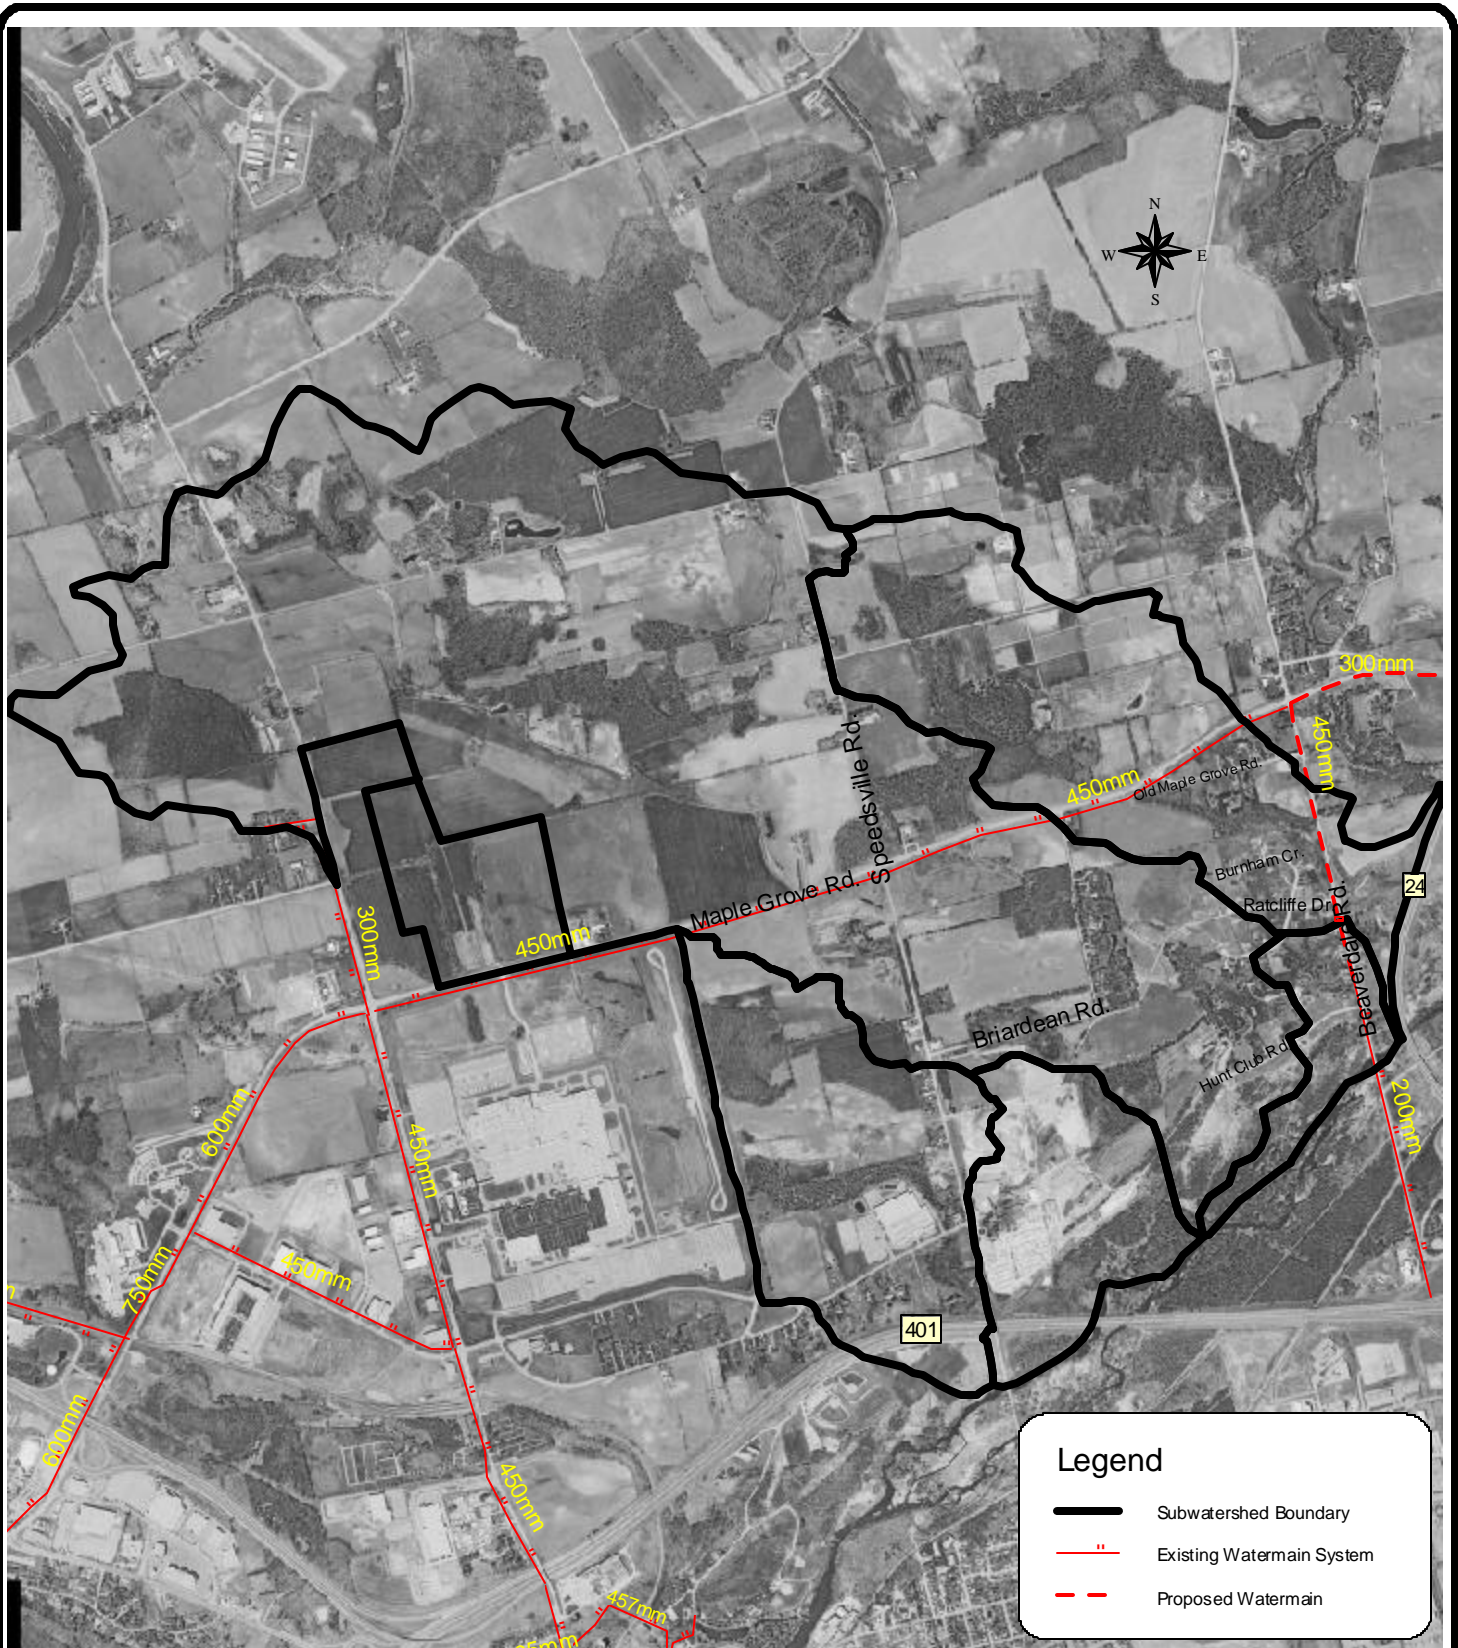 N
W E
S
300mm
450mm
Speedsville Rd.
450mm
Old Maple Grove Rd.
Burnham Cr.
Maple Grove Rd.
24
Ratcliffe Dr.
300mm
450mm
Beaverdale Rd
Briardean Rd.
Hunt Club Rd.
600mm
450mm
200mm
750mm
450mm
401
600mm
450mm
457mm
Legend
Subwatershed Boundary
Existing Watermain System
Proposed Watermain